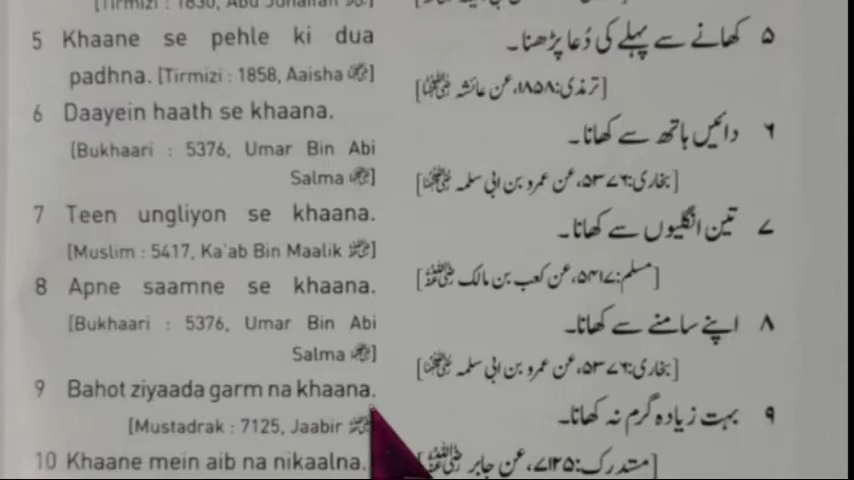 [Tirmizi : 1830, Abu Juhaifah
5 Khaane se pehle ki dua
padhna. [Tirmizi : 1858, Aaisha ؓ]
6 Daayein haath se khaana.
[Bukhaari : 5376, Umar Bin Abi
Salma ؓ]
7 Teen ungliyon se khaana.
[Muslim : 5417, Ka'ab Bin Maalik ؓ]
8 Apne saamne se khaana.
[Bukhaari : 5376, Umar Bin Abi
Salma ؓ]
9 Bahot ziyaada garm na khaana.
[Mustadrak : 7125, Jaabir
10 Khaane mein aib na nikaalna.
۵ کھانے سے پہلے کی دُعا پڑھنا۔
[ترمذی:۱۸۵۸،عن عائشہ ؓ]
۶ دائیں ہاتھ سے کھانا۔
[بخاری:۵۳۷۶،عن عمرو بن ابی سلمہ ؓ]
۷ تین انگلیوں سے کھانا۔
[مسلم:۵۴۱۷،عن کعب بن مالک ؓ]
۸ اپنے سامنے سے کھانا۔
[بخاری:۵۳۷۶،عن عمرو بن ابی سلمہ ؓ]
۹ بہت زیادہ گرم نہ کھانا۔
[مستدرک:۷۱۲۵،عن جابر ؓ]